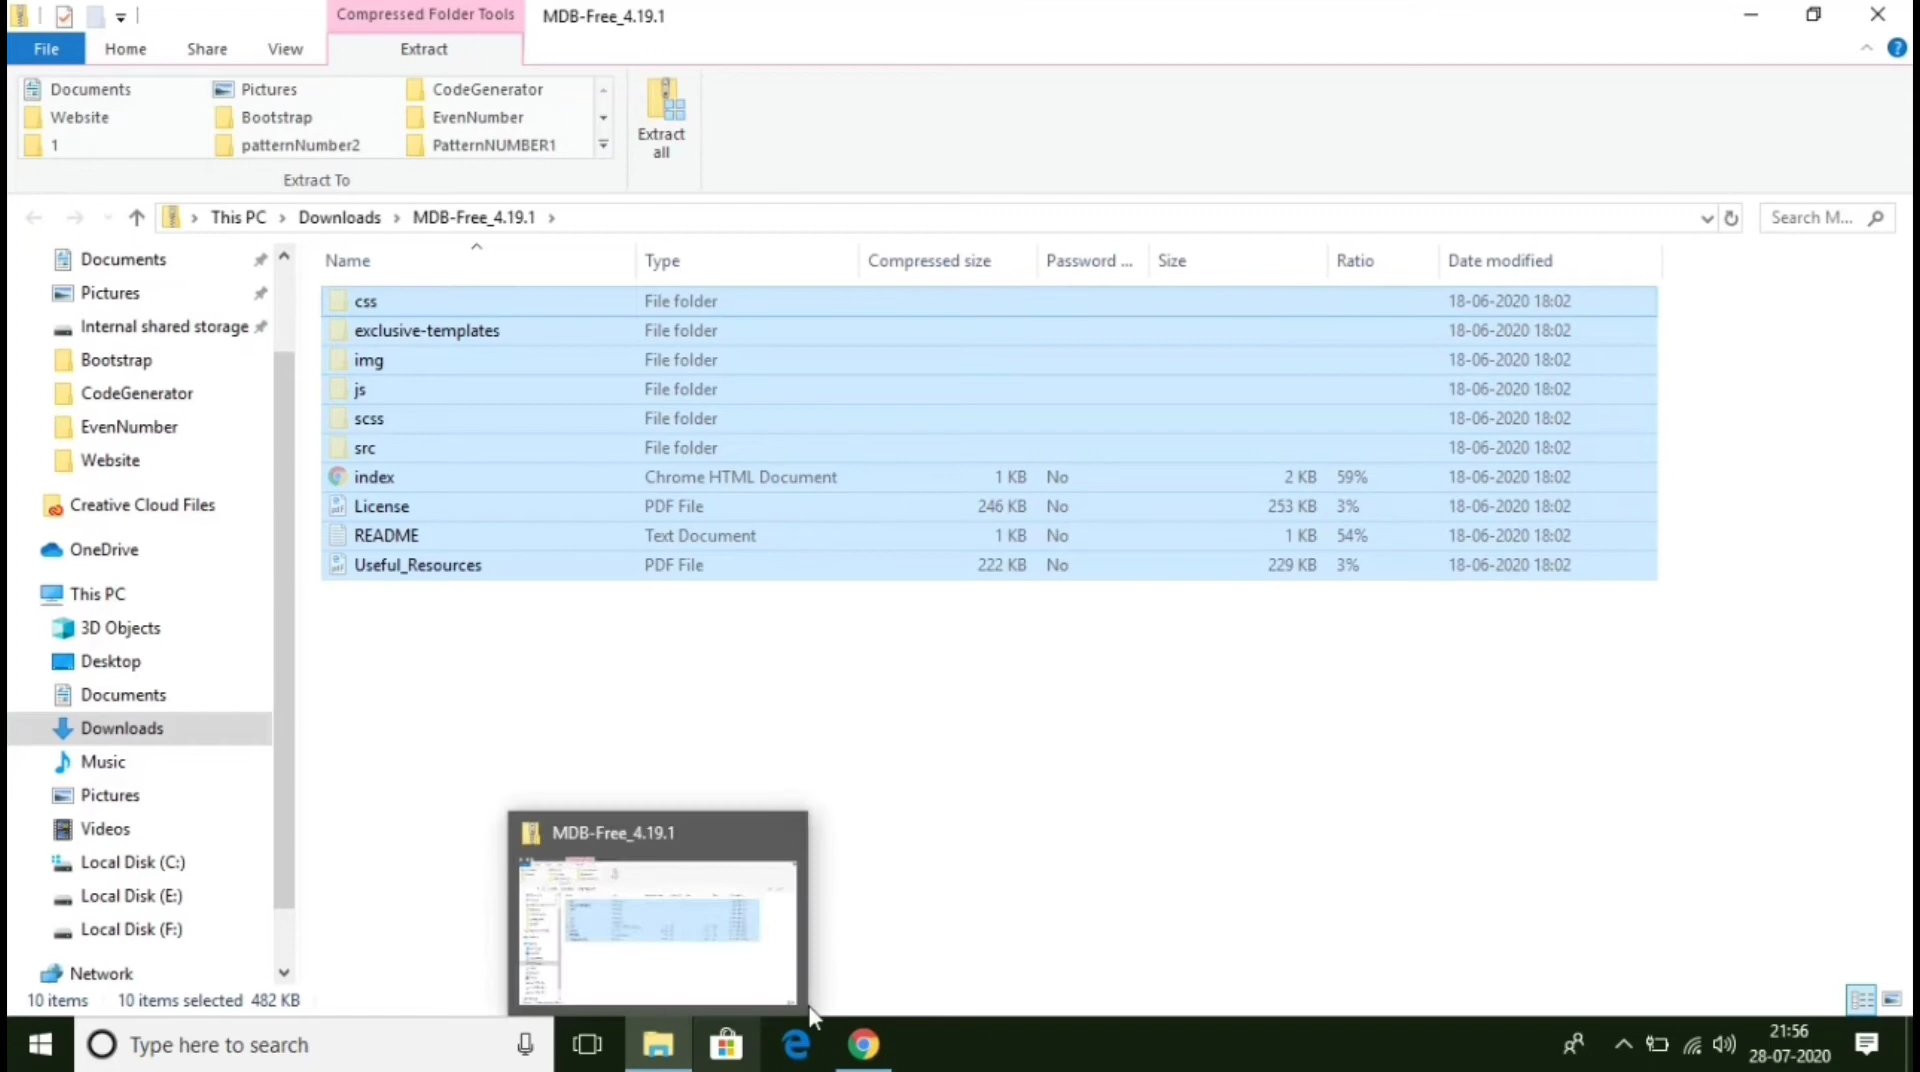 Compressed Folder Tools
MDB-Free_4.19.1
File
Home
Share
View
Extract
Documents
Pictures
CodeGenerator
Website
Bootstrap
EvenNumber
1
patternNumber2
PatternNUMBER1
Extract all
Extract To
This PC > Downloads > MDB-Free_4.19.1 >
Search M...
Name Type Compressed size Password ... Size Ratio Date modified
css File folder 18-06-2020 18:02
exclusive-templates File folder 18-06-2020 18:02
img File folder 18-06-2020 18:02
js File folder 18-06-2020 18:02
scss File folder 18-06-2020 18:02
src File folder 18-06-2020 18:02
index Chrome HTML Document 1 KB No 2 KB 59% 18-06-2020 18:02
License PDF File 246 KB No 253 KB 3% 18-06-2020 18:02
README Text Document 1 KB No 1 KB 54% 18-06-2020 18:02
Useful_Resources PDF File 222 KB No 229 KB 3% 18-06-2020 18:02
Documents
Pictures
Internal shared storage
Bootstrap
CodeGenerator
EvenNumber
Website
Creative Cloud Files
OneDrive
This PC
3D Objects
Desktop
Documents
Downloads
Music
Pictures
Videos
Local Disk (C:)
Local Disk (E:)
Local Disk (F:)
Network
MDB-Free_4.19.1
10 items 10 items selected 482 KB
Type here to search
21:56
28-07-2020